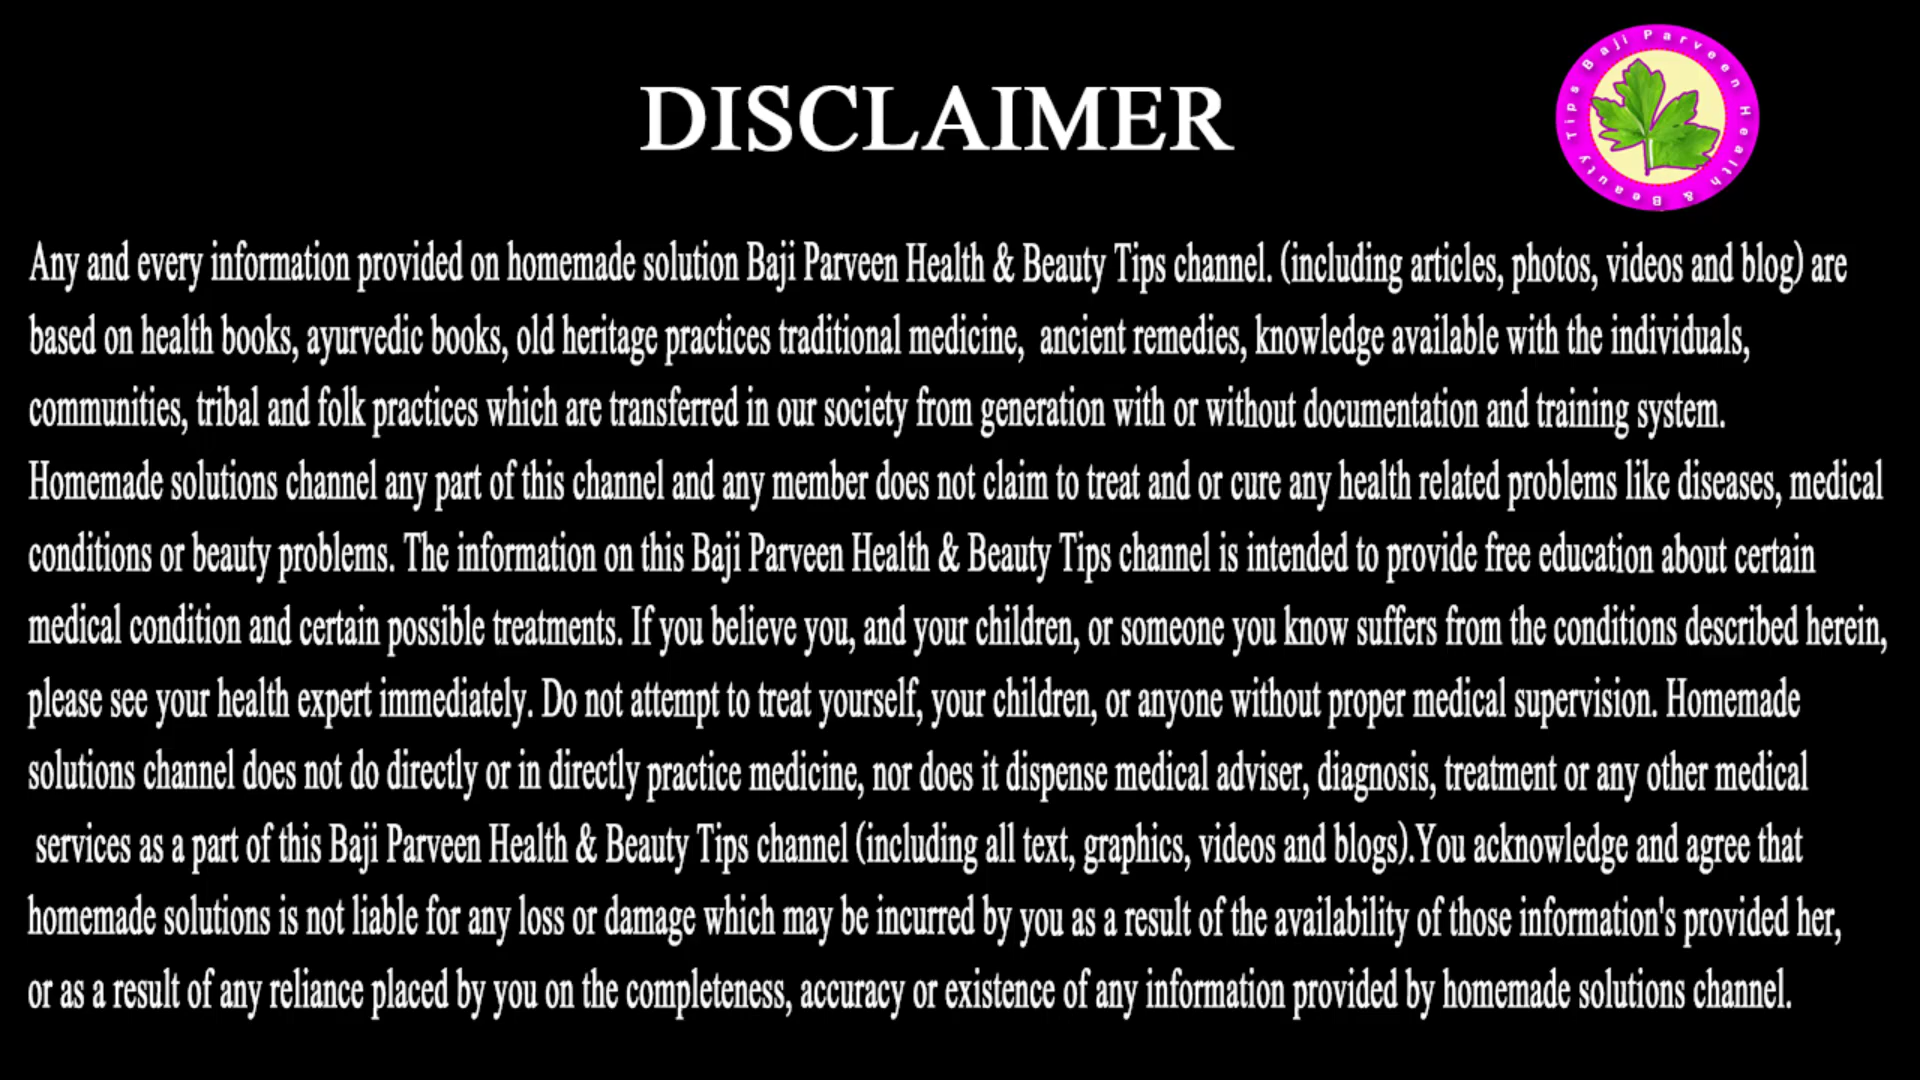 DISCLAIMER
Baji Parveen Health & Beauty Tips
Any and every information provided on homemade solution Baji Parveen Health & Beauty Tips channel. (including articles, photos, videos and blog) are
based on health books, ayurvedic books, old heritage practices traditional medicine, ancient remedies, knowledge available with the individuals,
communities, tribal and folk practices which are transferred in our society from generation with or without documentation and training system.
Homemade solutions channel any part of this channel and any member does not claim to treat and or cure any health related problems like diseases, medical
conditions or beauty problems. The information on this Baji Parveen Health & Beauty Tips channel is intended to provide free education about certain
medical condition and certain possible treatments. If you believe you, and your children, or someone you know suffers from the conditions described herein,
please see your health expert immediately. Do not attempt to treat yourself, your children, or anyone without proper medical supervision. Homemade
solutions channel does not do directly or in directly practice medicine, nor does it dispense medical adviser, diagnosis, treatment or any other medical
services as a part of this Baji Parveen Health & Beauty Tips channel (including all text, graphics, videos and blogs).You acknowledge and agree that
homemade solutions is not liable for any loss or damage which may be incurred by you as a result of the availability of those information's provided her,
or as a result of any reliance placed by you on the completeness, accuracy or existence of any information provided by homemade solutions channel.